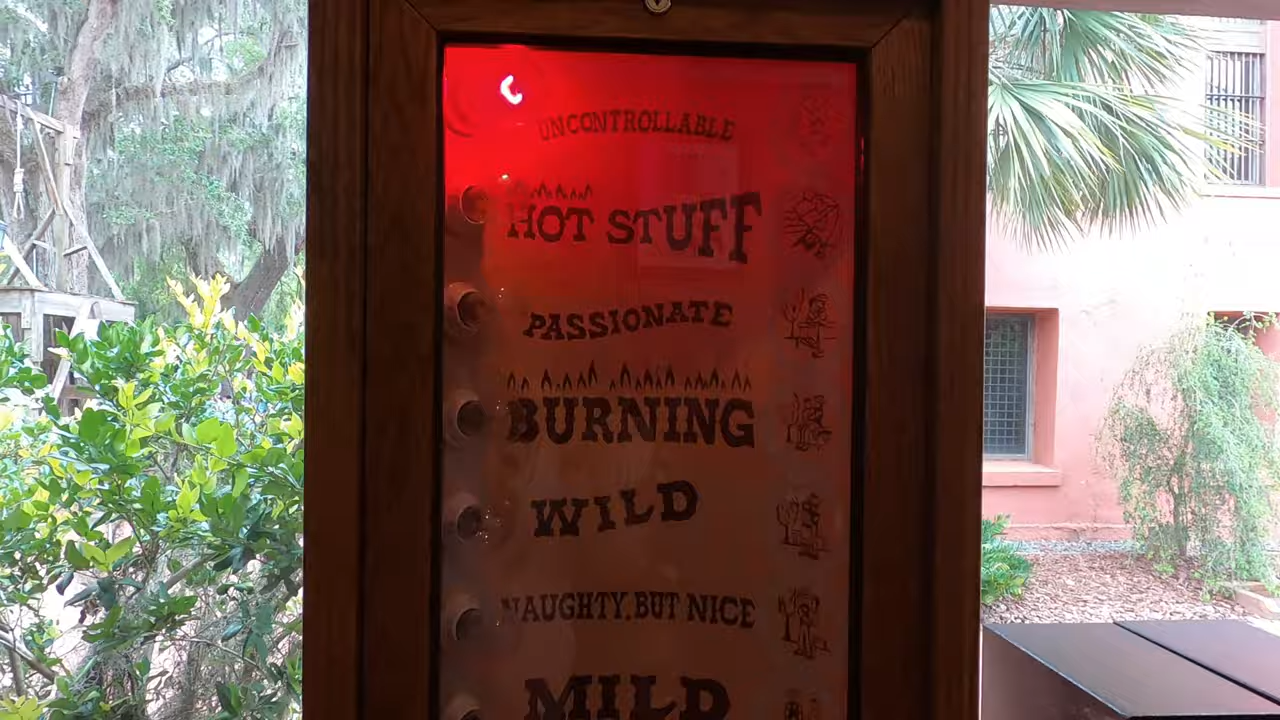 UNCONTROLLABLE
HOT STUFF
PASSIONATE
BURNING
WILD
NAUGHTY, BUT NICE
MILD